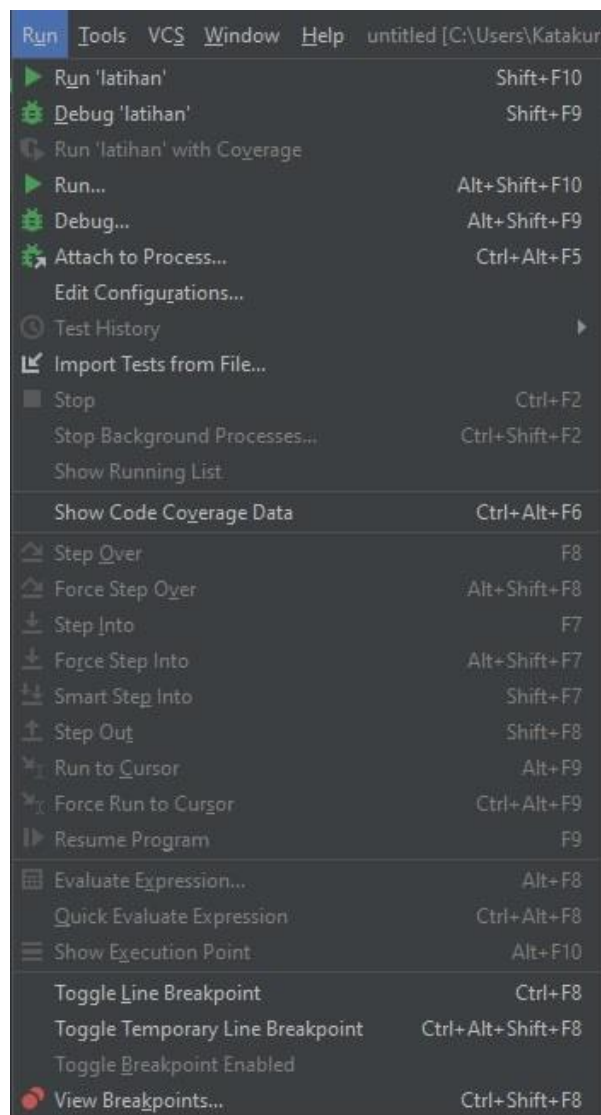 Run Tools VCS Window Help untitled [C:\Users\Katakur
Run 'latihan' Shift+F10
Debug 'latihan' Shift+F9
Run 'latihan' with Coverage
Run... Alt+Shift+F10
Debug... Alt+Shift+F9
Attach to Process... Ctrl+Alt+F5
Edit Configurations...
Test History
Import Tests from File...
Stop Ctrl+F2
Stop Background Processes... Ctrl+Shift+F2
Show Running List
Show Code Coverage Data Ctrl+Alt+F6
Step Over F8
Force Step Over Alt+Shift+F8
Step Into F7
Force Step Into Alt+Shift+F7
Smart Step Into Shift+F7
Step Out Shift+F8
Run to Cursor Alt+F9
Force Run to Cursor Ctrl+Alt+F9
Resume Program F9
Evaluate Expression... Alt+F8
Quick Evaluate Expression Ctrl+Alt+F8
Show Execution Point Alt+F10
Toggle Line Breakpoint Ctrl+F8
Toggle Temporary Line Breakpoint Ctrl+Alt+Shift+F8
Toggle Breakpoint Enabled
View Breakpoints... Ctrl+Shift+F8